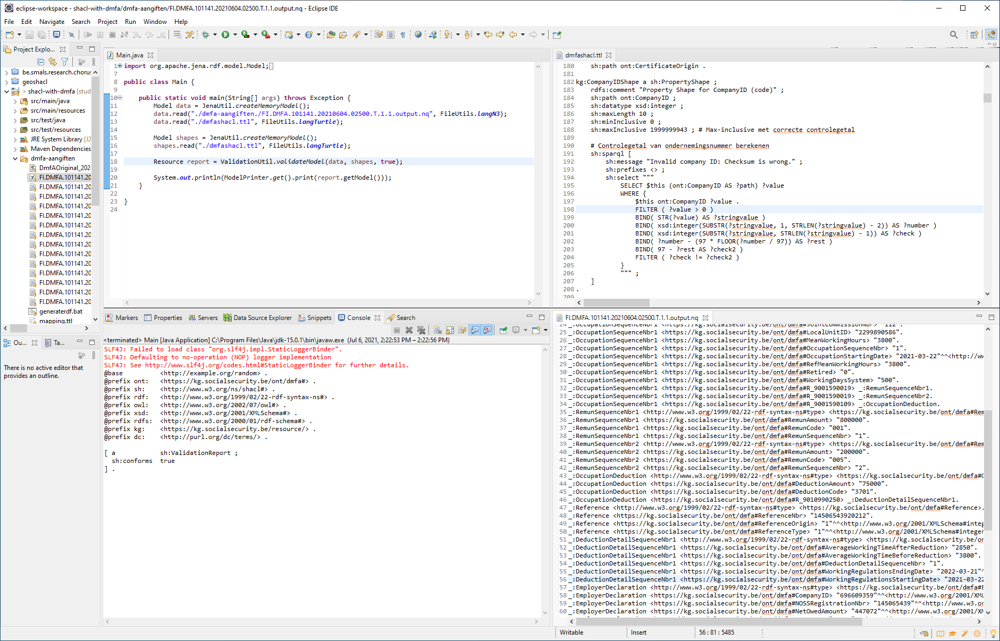 eclipse-workspace - shacl-with-dmfa/dmfa-aangiften/FI.DMFA.101141.20210604.02500.T.1.1.output.nq - Eclipse IDE
File Edit Navigate Search Project Run Window Help
Project Explo...
be.smals.research.chorus
geoshacl
> shacl-with-dmfa [stud
src/main/java
src/main/resources
src/test/java
src/test/resources
JRE System Library [J2
Maven Dependencies
dmfa-aangiften
DmfAOriginal_202
FI.DMFA.101141.20
FI.DMFA.101141.20
FI.DMFA.101141.20
FI.DMFA.101141.20
FI.DMFA.101141.20
FI.DMFA.101141.20
FI.DMFA.101141.20
FI.DMFA.101141.20
FI.DMFA.101141.20
FI.DMFA.101141.20
FI.DMFA.101141.20
FI.DMFA.101141.20
FI.DMFA.101141.20
FI.DMFA.101141.20
generaterdf.bat
mapping.ttl
Ou... Ta...
There is no active editor that
provides an outline.
Main.java
1 import org.apache.jena.rdf.model.Model;
7
8 public class Main {
9
10 public static void main(String[] args) throws Exception {
11 Model data = JenaUtil.createMemoryModel();
12 data.read("./dmfa-aangiften./FI.DMFA.101141.20210604.02500.T.1.1.output.nq", FileUtils.langN3);
13 data.read("./dmfashacl.ttl", FileUtils.langTurtle);
14
15 Model shapes = JenaUtil.createMemoryModel();
16 shapes.read("./dmfashacl.ttl", FileUtils.langTurtle);
17
18 Resource report = ValidationUtil.validateModel(data, shapes, true);
19
20 System.out.println(ModelPrinter.get().print(report.getModel()));
21 }
22
23 }
24
dmfashacl.ttl
180 sh:path ont:CertificateOrigin .
181
182 kg:CompanyIDShape a sh:PropertyShape ;
183 rdfs:comment "Property Shape for CompanyID (code)" ;
184 sh:path ont:CompanyID ;
185 sh:datatype xsd:integer ;
186 sh:maxLength 10 ;
187 sh:minInclusive 0 ;
188 sh:maxInclusive 1999999943 ; # Max-inclusive met correcte controlegetal
189
190 # Controlegetal van ondernemingsnummer berekenen
191 sh:sparql [
192 sh:message "Invalid company ID: Checksum is wrong." ;
193 sh:prefixes <> ;
194 sh:select """
195 SELECT $this (ont:CompanyID AS ?path) ?value
196 WHERE {
197 $this ont:CompanyID ?value .
198 FILTER ( ?value > 0 )
199 BIND( STR(?value) AS ?stringvalue )
200 BIND( xsd:integer(SUBSTR(?stringvalue, 1, STRLEN(?stringvalue) - 2)) AS ?number )
201 BIND( xsd:integer(SUBSTR(?stringvalue, STRLEN(?stringvalue) - 1)) AS ?check )
202 BIND( ?number - (97 * FLOOR(?number / 97)) AS ?rest )
203 BIND( 97 - ?rest AS ?check2 )
204 FILTER ( ?check != ?check2 )
205 }
206 """ ;
207 ]
208 .
209
Markers Properties Servers Data Source Explorer Snippets Console Search
<terminated> Main [Java Application] C:\Program Files\Java\jdk-15.0.1\bin\javaw.exe (Jul 6, 2021, 2:22:53 PM – 2:22:56 PM)
SLF4J: Failed to load class "org.slf4j.impl.StaticLoggerBinder".
SLF4J: Defaulting to no-operation (NOP) logger implementation
SLF4J: See http://www.slf4j.org/codes.html#StaticLoggerBinder for further details.
@base <http://example.org/random> .
@prefix ont: <https://kg.socialsecurity.be/ont/dmfa#> .
@prefix sh: <http://www.w3.org/ns/shacl#> .
@prefix rdf: <http://www.w3.org/1999/02/22-rdf-syntax-ns#> .
@prefix owl: <http://www.w3.org/2002/07/owl#> .
@prefix xsd: <http://www.w3.org/2001/XMLSchema#> .
@prefix rdfs: <http://www.w3.org/2000/01/rdf-schema#> .
@prefix kg: <https://kg.socialsecurity.be/resource/> .
@prefix dc: <http://purl.org/dc/terms/> .
[ a sh:ValidationReport ;
sh:conforms true
] .
FI.DMFA.101141.20210604.02500.T.1.1.output.nq
24 _:OccupationSequenceNbr1 <https://kg.socialsecurity.be/ont/dmfa#JointCommissionNbr> "112".
25 _:OccupationSequenceNbr1 <https://kg.socialsecurity.be/ont/dmfa#LocalUnitID> "2299890586".
26 _:OccupationSequenceNbr1 <https://kg.socialsecurity.be/ont/dmfa#MeanWorkingHours> "3800".
27 _:OccupationSequenceNbr1 <https://kg.socialsecurity.be/ont/dmfa#OccupationSequenceNbr> "1".
28 _:OccupationSequenceNbr1 <https://kg.socialsecurity.be/ont/dmfa#OccupationStartingDate> "2021-03-22"^^<http://ww
29 _:OccupationSequenceNbr1 <https://kg.socialsecurity.be/ont/dmfa#RefMeanWorkingHours> "3800".
30 _:OccupationSequenceNbr1 <https://kg.socialsecurity.be/ont/dmfa#Retired> "0".
31 _:OccupationSequenceNbr1 <https://kg.socialsecurity.be/ont/dmfa#WorkingDaysSystem> "500".
32 _:OccupationSequenceNbr1 <https://kg.socialsecurity.be/ont/dmfa#R_9001590019> _:RemunSequenceNbr1.
33 _:OccupationSequenceNbr1 <https://kg.socialsecurity.be/ont/dmfa#R_9001590019> _:RemunSequenceNbr2.
34 _:OccupationSequenceNbr1 <https://kg.socialsecurity.be/ont/dmfa#R_9001590109> _:OccupationDeduction.
35 _:RemunSequenceNbr1 <http://www.w3.org/1999/02/22-rdf-syntax-ns#type> <https://kg.socialsecurity.be/ont/dmfa#Rem
36 _:RemunSequenceNbr1 <https://kg.socialsecurity.be/ont/dmfa#RemunAmount> "800000".
37 _:RemunSequenceNbr1 <https://kg.socialsecurity.be/ont/dmfa#RemunCode> "001".
38 _:RemunSequenceNbr1 <https://kg.socialsecurity.be/ont/dmfa#RemunSequenceNbr> "1".
39 _:RemunSequenceNbr2 <http://www.w3.org/1999/02/22-rdf-syntax-ns#type> <https://kg.socialsecurity.be/ont/dmfa#Rem
40 _:RemunSequenceNbr2 <https://kg.socialsecurity.be/ont/dmfa#RemunAmount> "200000".
41 _:RemunSequenceNbr2 <https://kg.socialsecurity.be/ont/dmfa#RemunCode> "005".
42 _:RemunSequenceNbr2 <https://kg.socialsecurity.be/ont/dmfa#RemunSequenceNbr> "2".
43 _:OccupationDeduction <http://www.w3.org/1999/02/22-rdf-syntax-ns#type> <https://kg.socialsecurity.be/ont/dmfa#O
44 _:OccupationDeduction <https://kg.socialsecurity.be/ont/dmfa#DeductionAmount> "75000".
45 _:OccupationDeduction <https://kg.socialsecurity.be/ont/dmfa#DeductionCode> "3701".
46 _:OccupationDeduction <https://kg.socialsecurity.be/ont/dmfa#R_9010990250> _:DeductionDetailSequenceNbr1.
47 _:Reference <http://www.w3.org/1999/02/22-rdf-syntax-ns#type> <https://kg.socialsecurity.be/ont/dmfa#Reference>.
48 _:Reference <https://kg.socialsecurity.be/ont/dmfa#ReferenceNbr> "14506543920212".
49 _:Reference <https://kg.socialsecurity.be/ont/dmfa#ReferenceOrigin> "1"^^<http://www.w3.org/2001/XMLSchema#integ
50 _:Reference <https://kg.socialsecurity.be/ont/dmfa#ReferenceType> "1"^^<http://www.w3.org/2001/XMLSchema#integer
51 _:DeductionDetailSequenceNbr1 <http://www.w3.org/1999/02/22-rdf-syntax-ns#type> <https://kg.socialsecurity.be/on
52 _:DeductionDetailSequenceNbr1 <https://kg.socialsecurity.be/ont/dmfa#AverageWorkingTimeAfterReduction> "2850".
53 _:DeductionDetailSequenceNbr1 <https://kg.socialsecurity.be/ont/dmfa#AverageWorkingTimeBeforeReduction> "3800".
54 _:DeductionDetailSequenceNbr1 <https://kg.socialsecurity.be/ont/dmfa#DeductionDetailSequenceNbr> "1".
55 _:DeductionDetailSequenceNbr1 <https://kg.socialsecurity.be/ont/dmfa#WorkingRegulationsEndingDate> "2022-03-21"^
56 _:DeductionDetailSequenceNbr1 <https://kg.socialsecurity.be/ont/dmfa#WorkingRegulationsStartingDate> "2021-03-22
57 _:EmployerDeclaration <http://www.w3.org/1999/02/22-rdf-syntax-ns#type> <https://kg.socialsecurity.be/ont/dmfa#E
58 _:EmployerDeclaration <https://kg.socialsecurity.be/ont/dmfa#CompanyID> "696609359"^^<http://www.w3.org/2001/XML
59 _:EmployerDeclaration <https://kg.socialsecurity.be/ont/dmfa#NOSSRegistrationNbr> "145065439"^^<http://www.w3.or
60 _:EmployerDeclaration <https://kg.socialsecurity.be/ont/dmfa#NetOwedAmount> "447072"^^<http://www.w3.org/2001/XM
Writable Insert 56 : 81 : 5485